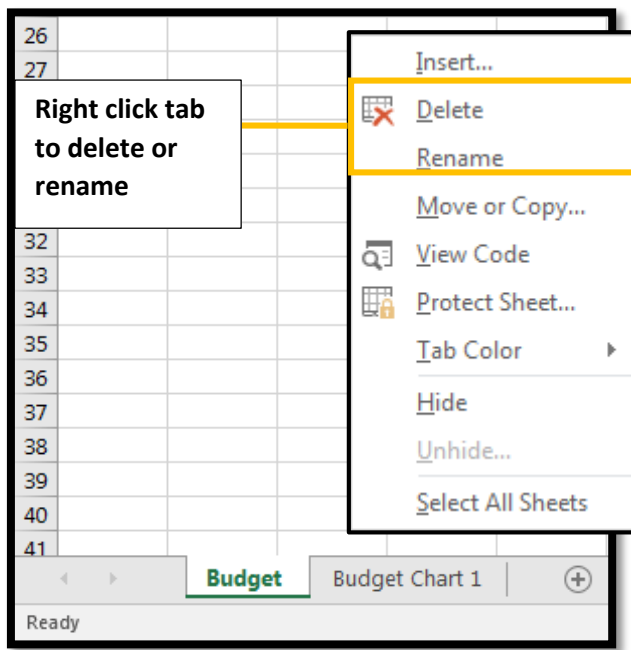 26
27
Right click tab
to delete or
rename
32
33
34
35
36
37
38
39
40
41
Insert...
Delete
Rename
Move or Copy...
View Code
Protect Sheet...
Tab Color
Hide
Unhide...
Select All Sheets
Budget Budget Chart 1
Ready